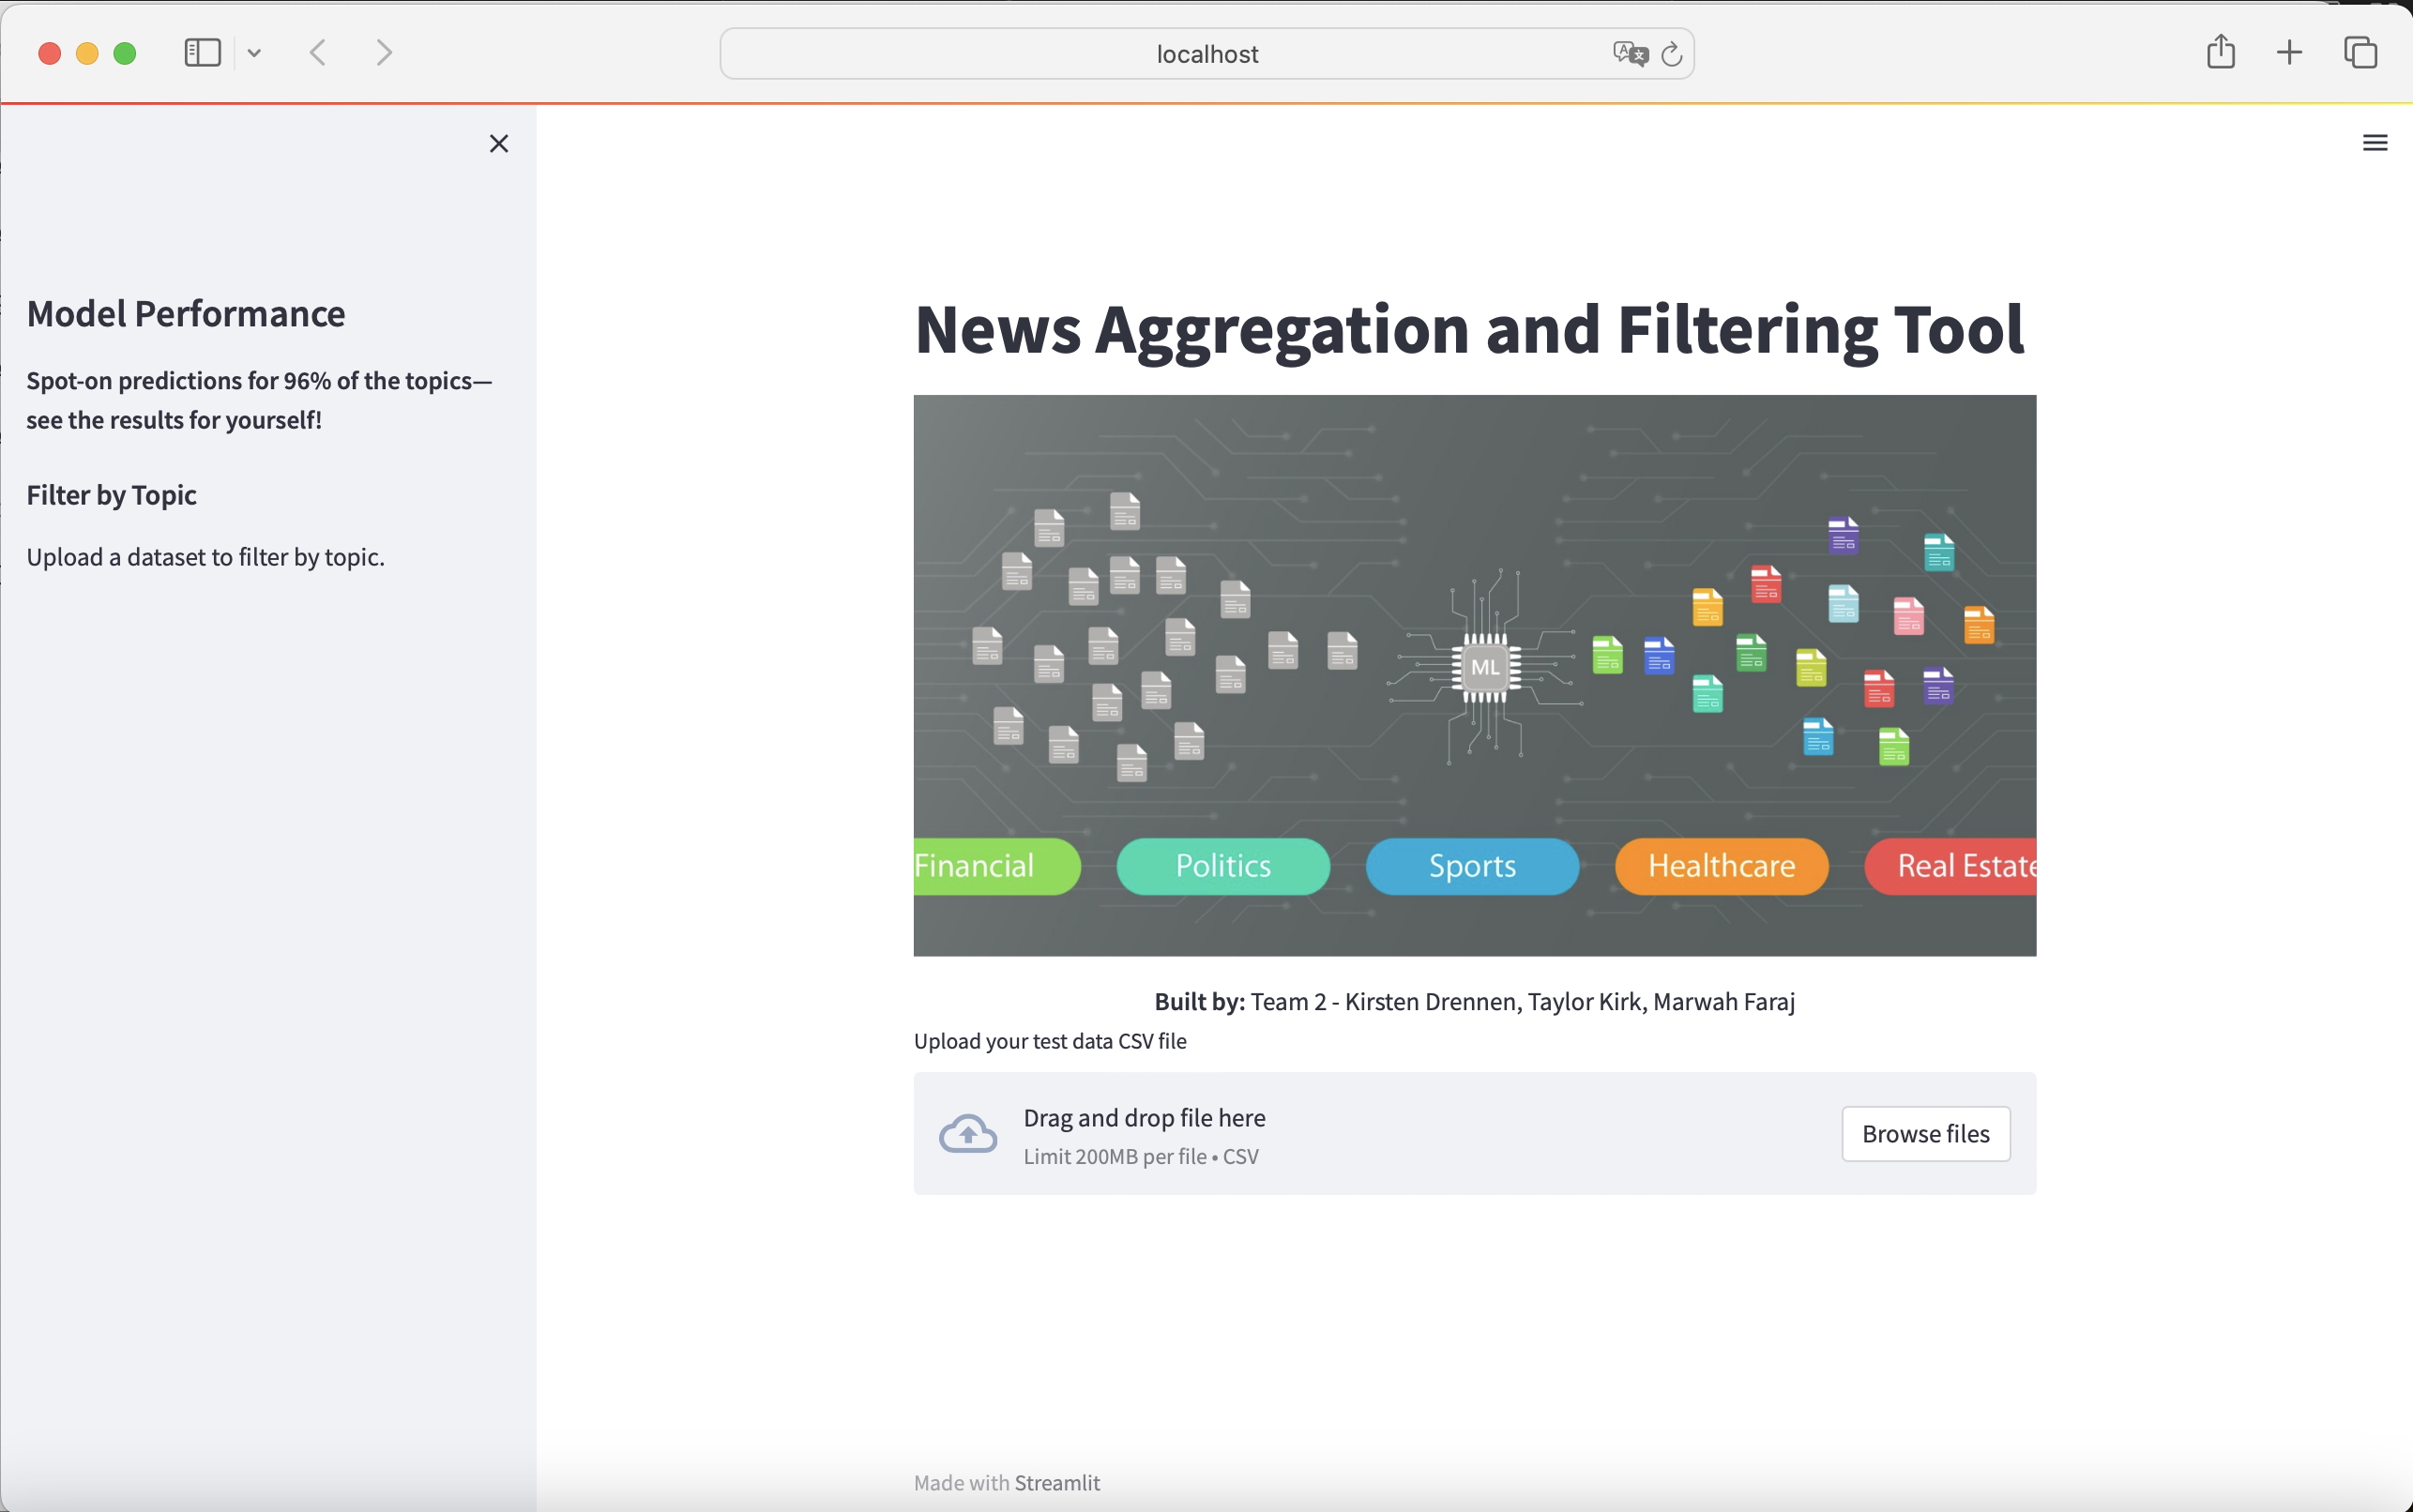 localhost
Model Performance
Spot-on predictions for 96% of the topics—
see the results for yourself!
Filter by Topic
Upload a dataset to filter by topic.
News Aggregation and Filtering Tool
ML
Financial
Politics
Sports
Healthcare
Real Estate
Built by: Team 2 - Kirsten Drennen, Taylor Kirk, Marwah Faraj
Upload your test data CSV file
Drag and drop file here
Limit 200MB per file • CSV
Browse files
Made with Streamlit